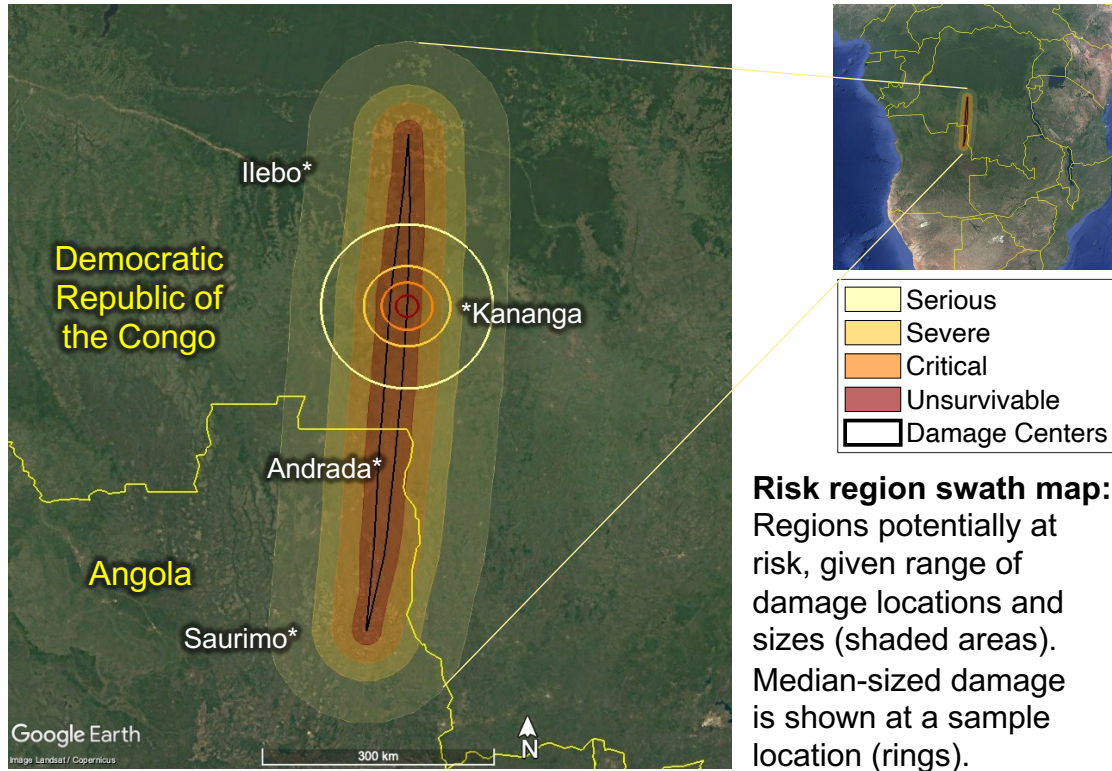 Ilebo*
Democratic
Republic of
the Congo
*Kananga
Andrada*
Angola
Saurimo*
Google Earth
Image Landsat / Copernicus
300 km
N
Serious
Severe
Critical
Unsurvivable
Damage Centers
Risk region swath map:
Regions potentially at
risk, given range of
damage locations and
sizes (shaded areas).
Median-sized damage
is shown at a sample
location (rings).